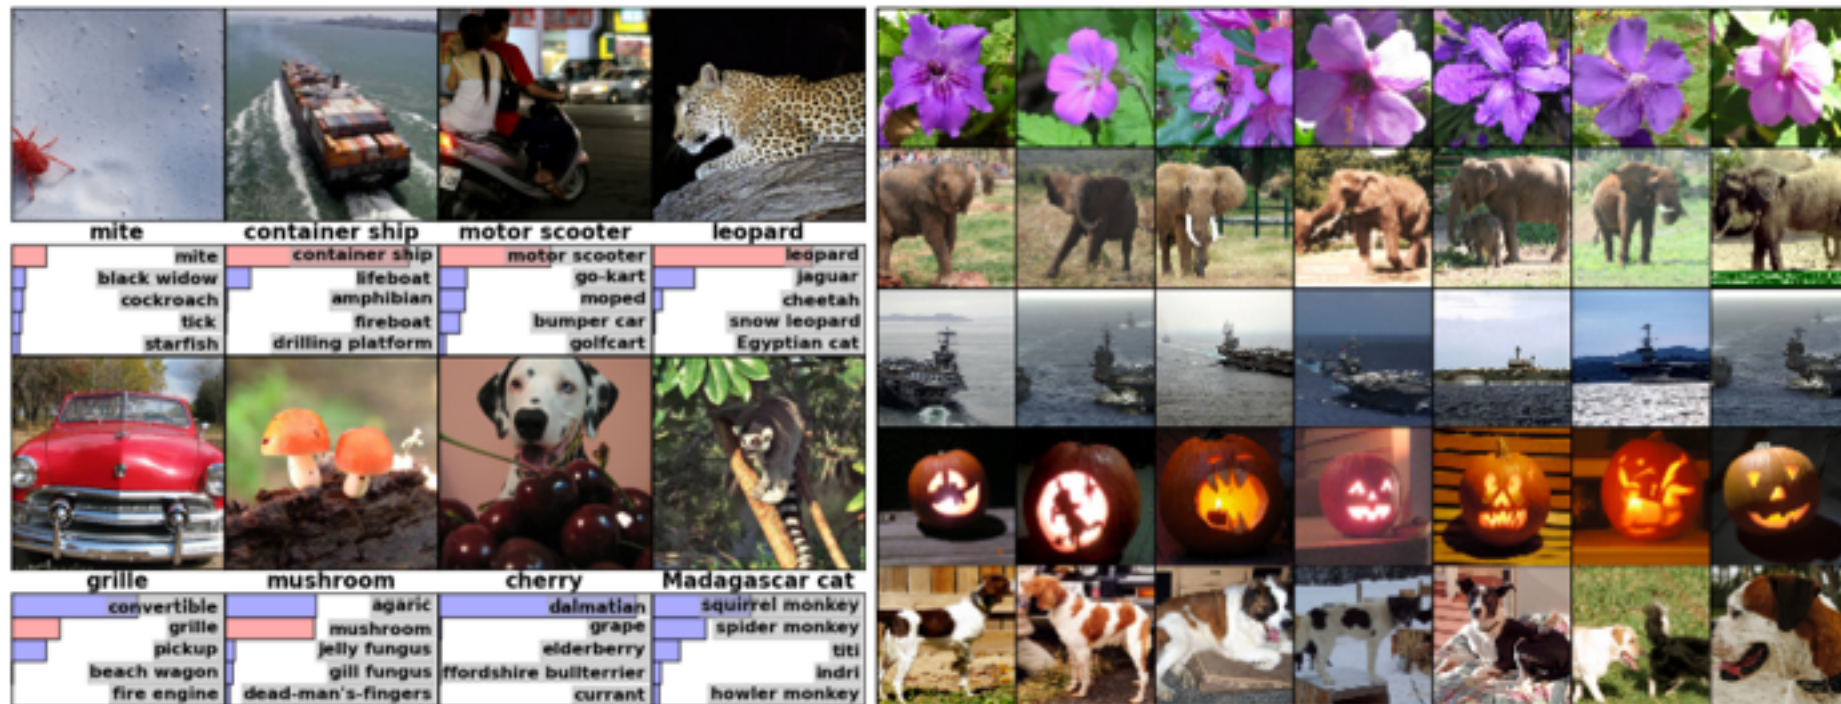 mite
container ship
motor scooter
leopard
mite
black widow
cockroach
tick
starfish
container ship
lifeboat
amphibian
fireboat
drilling platform
motor scooter
go-kart
moped
bumper car
golfcart
leopard
jaguar
cheetah
snow leopard
Egyptian cat
grille
mushroom
cherry
Madagascar cat
convertible
grille
pickup
beach wagon
fire engine
agaric
mushroom
jelly fungus
gill fungus
dead-man's-fingers
dalmatian
grape
elderberry
ffordshire bullterrier
currant
squirrel monkey
spider monkey
titi
indri
howler monkey